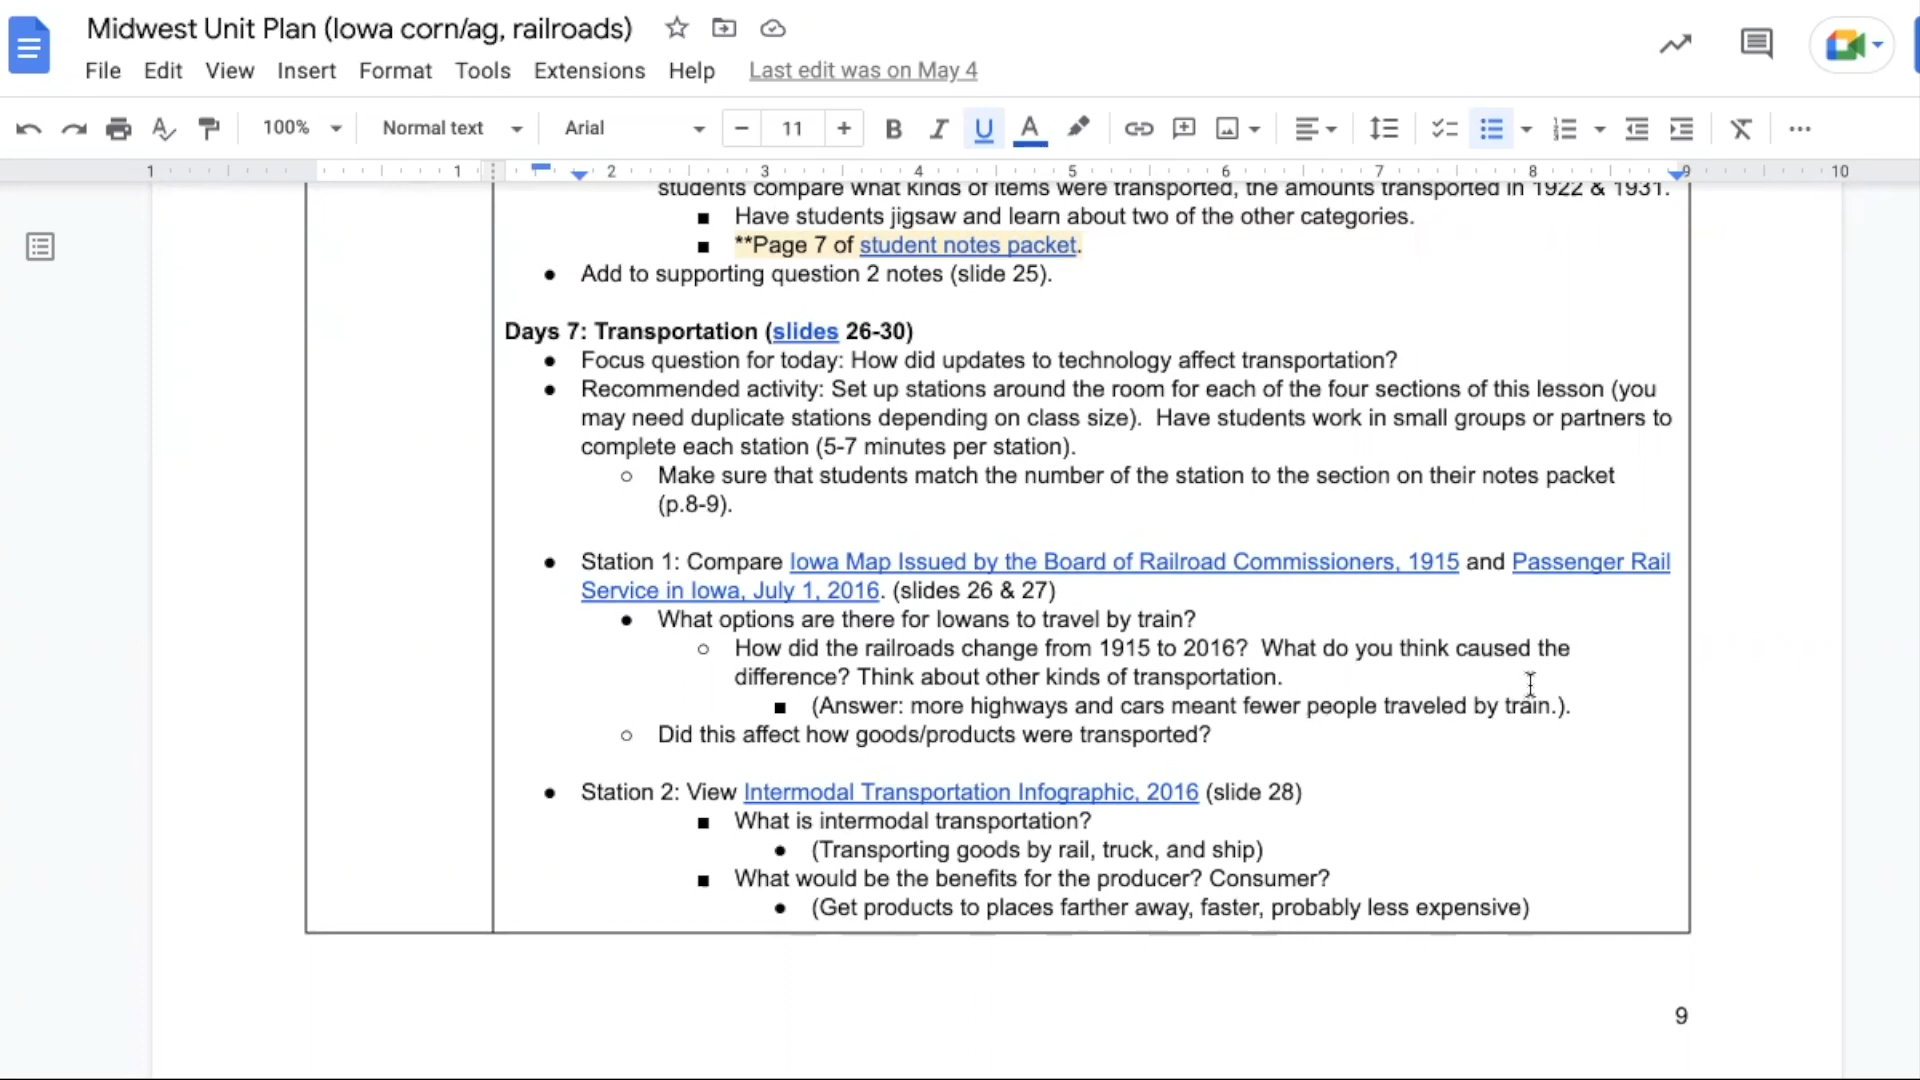 Midwest Unit Plan (Iowa corn/ag, railroads)
File Edit View Insert Format Tools Extensions Help Last edit was on May 4
100% Normal text Arial 11 B I U A
1 1 2 3 4 5 6 7 8 9 10
students compare what kinds of items were transported, the amounts transported in 1922 & 1931.
■ Have students jigsaw and learn about two of the other categories.
■ **Page 7 of student notes packet.
● Add to supporting question 2 notes (slide 25).
Days 7: Transportation (slides 26-30)
● Focus question for today: How did updates to technology affect transportation?
● Recommended activity: Set up stations around the room for each of the four sections of this lesson (you
may need duplicate stations depending on class size).  Have students work in small groups or partners to
complete each station (5-7 minutes per station).
○ Make sure that students match the number of the station to the section on their notes packet
(p.8-9).
● Station 1: Compare Iowa Map Issued by the Board of Railroad Commissioners, 1915 and Passenger Rail
Service in Iowa, July 1, 2016. (slides 26 & 27)
● What options are there for Iowans to travel by train?
○ How did the railroads change from 1915 to 2016?  What do you think caused the
difference? Think about other kinds of transportation.
■ (Answer: more highways and cars meant fewer people traveled by train.).
○ Did this affect how goods/products were transported?
● Station 2: View Intermodal Transportation Infographic, 2016 (slide 28)
■ What is intermodal transportation?
● (Transporting goods by rail, truck, and ship)
■ What would be the benefits for the producer? Consumer?
● (Get products to places farther away, faster, probably less expensive)
9